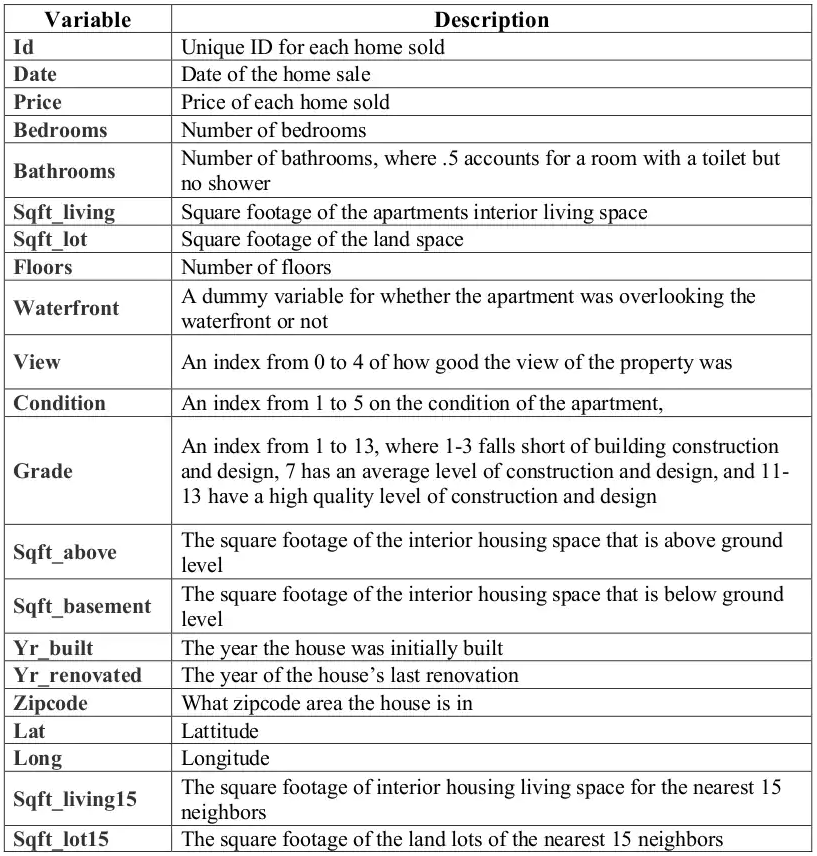 Variable Description
Id Unique ID for each home sold
Date Date of the home sale
Price Price of each home sold
Bedrooms Number of bedrooms
Bathrooms Number of bathrooms, where .5 accounts for a room with a toilet but
no shower
Sqft_living Square footage of the apartments interior living space
Sqft_lot Square footage of the land space
Floors Number of floors
Waterfront A dummy variable for whether the apartment was overlooking the
waterfront or not
View An index from 0 to 4 of how good the view of the property was
Condition An index from 1 to 5 on the condition of the apartment,
Grade An index from 1 to 13, where 1-3 falls short of building construction
and design, 7 has an average level of construction and design, and 11-
13 have a high quality level of construction and design
Sqft_above The square footage of the interior housing space that is above ground
level
Sqft_basement The square footage of the interior housing space that is below ground
level
Yr_built The year the house was initially built
Yr_renovated The year of the house’s last renovation
Zipcode What zipcode area the house is in
Lat Lattitude
Long Longitude
Sqft_living15 The square footage of interior housing living space for the nearest 15
neighbors
Sqft_lot15 The square footage of the land lots of the nearest 15 neighbors